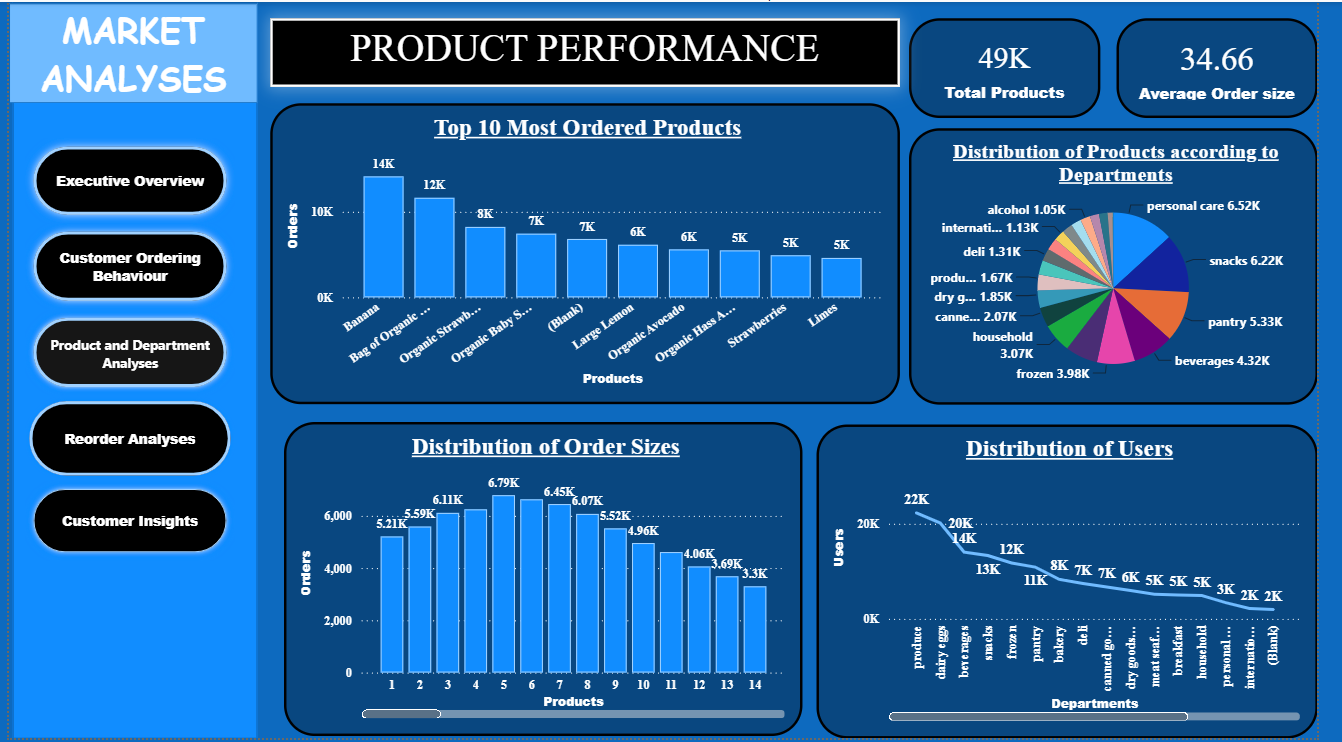 MARKET
ANALYSES
Executive Overview
Customer Ordering
Behaviour
Product and Department
Analyses
Reorder Analyses
Customer Insights
PRODUCT PERFORMANCE
49K
Total Products
34.66
Average Order size
Top 10 Most Ordered Products
Orders
10K
0K
14K
12K
8K
7K
7K
6K
6K
5K
5K
5K
Banana
Bag of Organic ...
Organic Strawb...
Organic Baby S...
(Blank)
Large Lemon
Organic Avocado
Organic Hass A...
Strawberries
Limes
Products
Distribution of Products according to
Departments
personal care 6.52K
snacks 6.22K
pantry 5.33K
beverages 4.32K
frozen 3.98K
household
3.07K
canne... 2.07K
dry g... 1.85K
produ... 1.67K
deli 1.31K
internati... 1.13K
alcohol 1.05K
Distribution of Order Sizes
Orders
6,000
4,000
2,000
0
5.21K
5.59K
6.11K
6.79K
6.45K
6.07K
5.52K
4.96K
4.06K
3.69K
3.3K
1 2 3 4 5 6 7 8 9 10 11 12 13 14
Products
Distribution of Users
Users
20K
0K
22K
20K
14K
13K
12K
11K
8K
7K
7K
6K
5K
5K
5K
3K
2K
2K
produce
dairy eggs
beverages
snacks
frozen
pantry
bakery
deli
canned go...
dry goods...
meat seaf...
breakfast
household
personal ...
internatio...
(Blank)
Departments